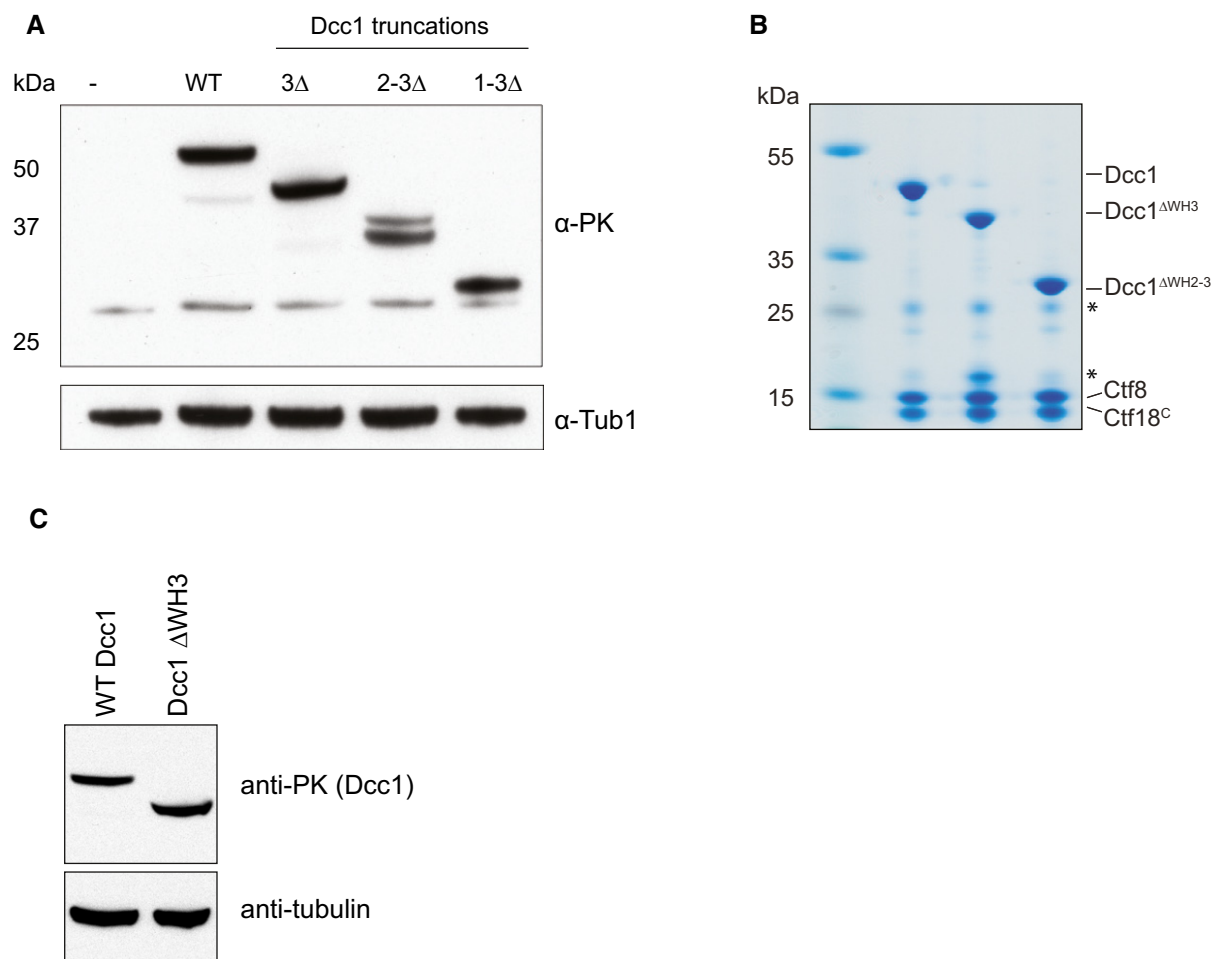 A
Dcc1 truncations
kDa - WT 3Δ 2-3Δ 1-3Δ
50
37
25
α-PK
α-Tub1
B
kDa
55
35
25
15
Dcc1
Dcc1ΔWH3
Dcc1ΔWH2-3
*
*
Ctf8
Ctf18C
C
WT Dcc1
Dcc1 ΔWH3
anti-PK (Dcc1)
anti-tubulin